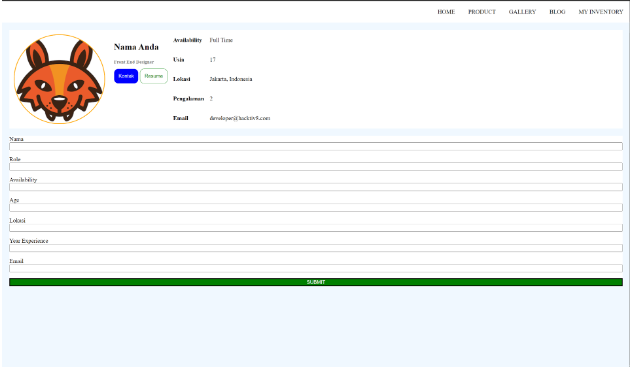 HOME PRODUCT GALLERY BLOG MY INVENTORY
Nama Anda
Front End Designer
Kontak Resume
Availability Full Time
Usia 17
Lokasi Jakarta, Indonesia
Pengalaman 2
Email developer@hacktiv8.com
Nama
Role
Availability
Age
Lokasi
Year Experience
Email
SUBMIT